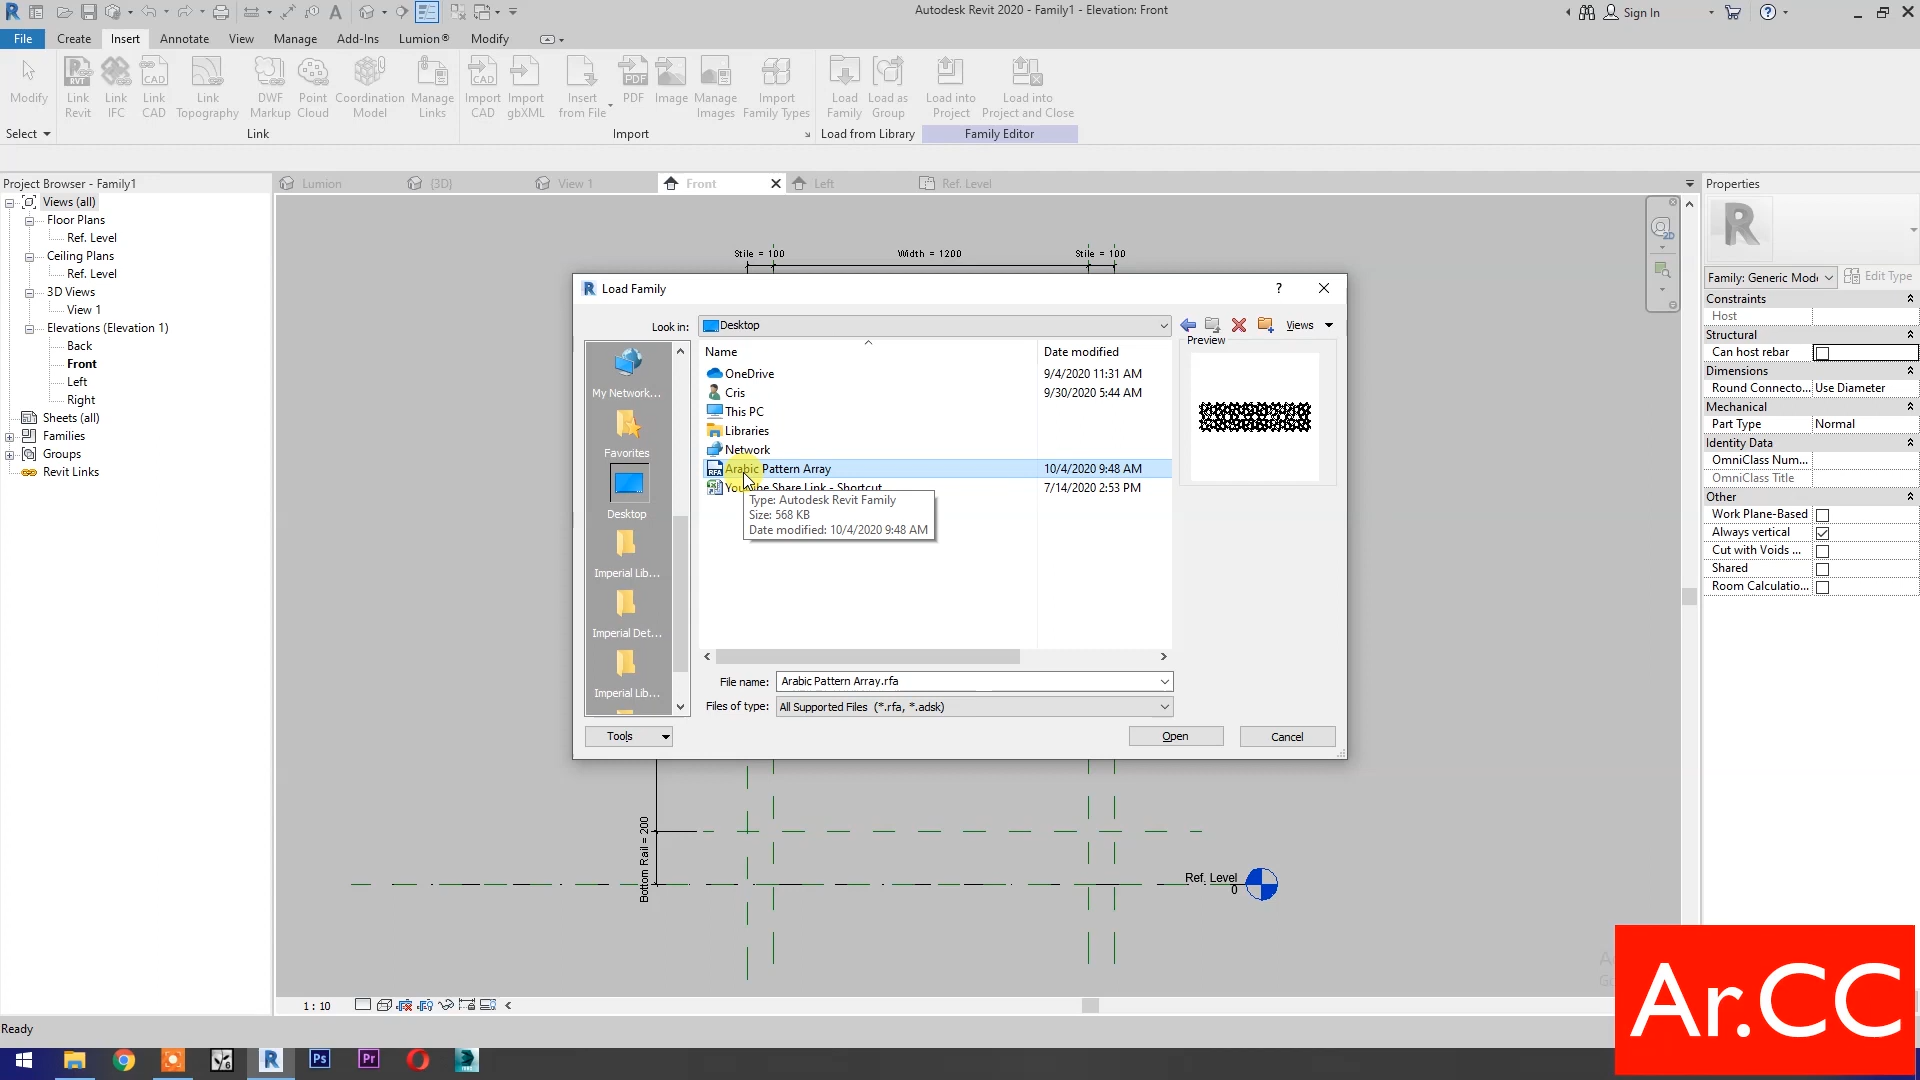 Autodesk Revit 2020 - Family1 - Elevation: Front
Sign In
File
Create
Insert
Annotate
View
Manage
Add-Ins
Lumion®
Modify
Modify
Link Revit
Link IFC
Link CAD
Link Topography
DWF Markup
Point Cloud
Coordination Model
Manage Links
Import CAD
Import gbXML
Insert from File
PDF
Image
Manage Images
Import Family Types
Load Family
Load as Group
Load into Project
Load into Project and Close
Select
Link
Import
Load from Library
Family Editor
Project Browser - Family1
Views (all)
Floor Plans
Ref. Level
Ceiling Plans
Ref. Level
3D Views
View 1
Elevations (Elevation 1)
Back
Front
Left
Right
Sheets (all)
Families
Groups
Revit Links
Lumion
{3D}
View 1
Front
Left
Ref. Level
Stile = 100
Width = 1200
Stile = 100
Load Family
Look in:
Desktop
Views
Name
Date modified
Preview
OneDrive
9/4/2020 11:31 AM
Cris
9/30/2020 5:44 AM
This PC
Libraries
Network
Arabic Pattern Array
10/4/2020 9:48 AM
Youtube Share Link - Shortcut
7/14/2020 2:53 PM
Type: Autodesk Revit Family
Size: 568 KB
Date modified: 10/4/2020 9:48 AM
My Network...
Favorites
Desktop
Imperial Lib...
Imperial Det...
Imperial Lib...
File name:
Arabic Pattern Array.rfa
Files of type:
All Supported Files (*.rfa, *.adsk)
Tools
Open
Cancel
Bottom Rail = 200
Ref. Level
0
Properties
Family: Generic Mode
Edit Type
Constraints
Host
Structural
Can host rebar
Dimensions
Round Connecto...
Use Diameter
Mechanical
Part Type
Normal
Identity Data
OmniClass Num...
OmniClass Title
Other
Work Plane-Based
Always vertical
Cut with Voids ...
Shared
Room Calculatio...
1 : 10
Ready
Ar.CC